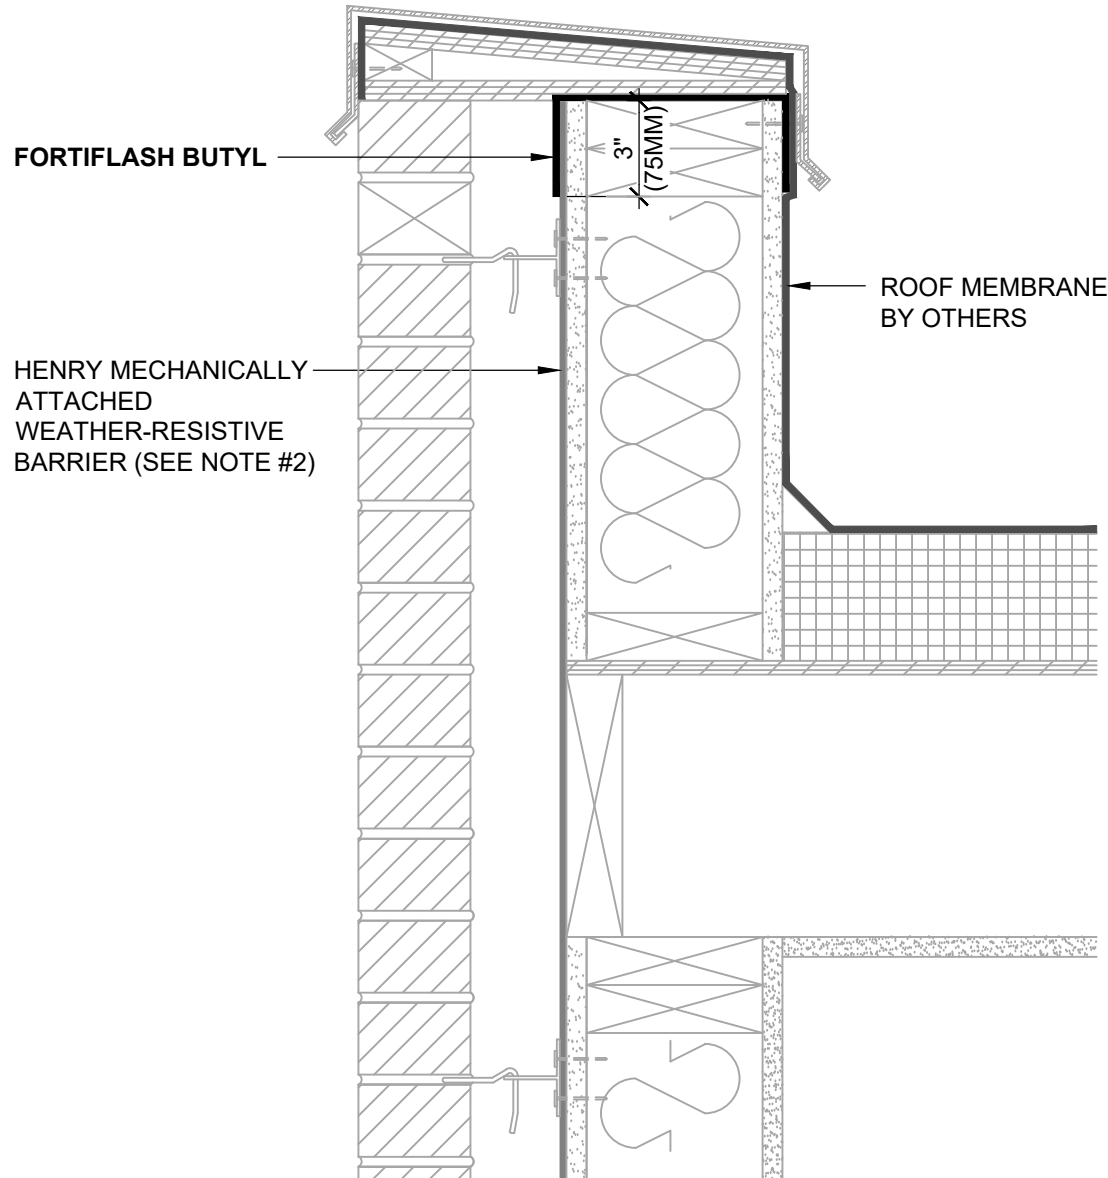 FORTIFLASH BUTYL
3"
(75MM)
ROOF MEMBRANE
BY OTHERS
HENRY MECHANICALLY
ATTACHED
WEATHER-RESISTIVE
BARRIER (SEE NOTE #2)